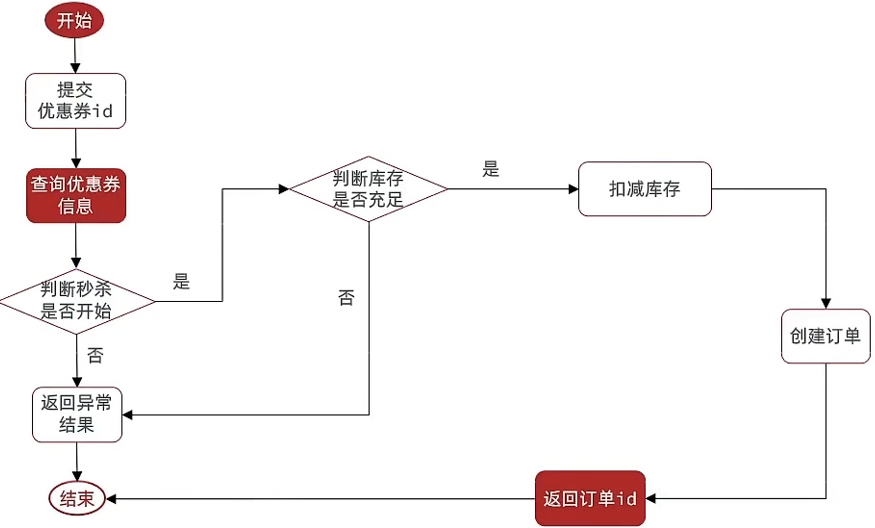 开始
提交
优惠券id
查询优惠券
信息
判断秒杀
是否开始
是
否
判断库存
是否充足
是
否
扣减库存
创建订单
返回异常
结果
返回订单id
结束